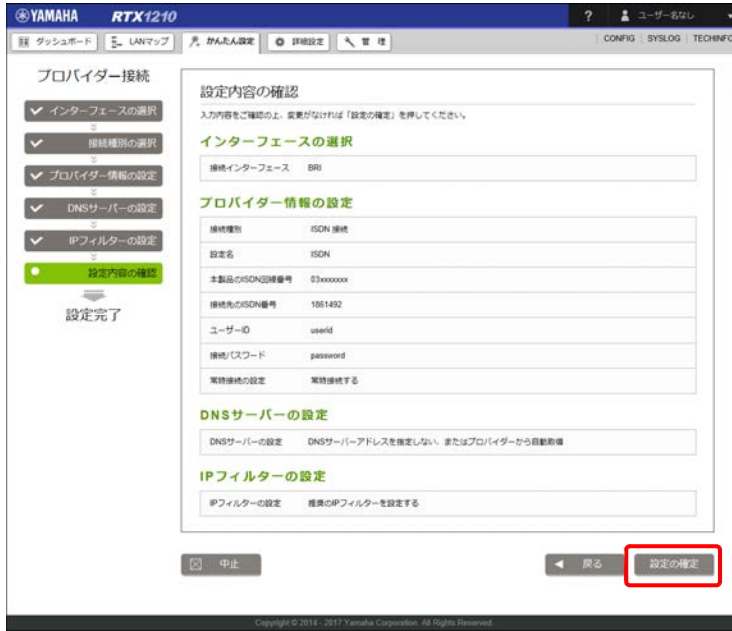 YAMAHA RTX1210 ? ユーザー名なし
ダッシュボード LANマップ かんたん設定 詳細設定 管理 CONFIG SYSLOG TECHINFO
プロバイダー接続
インターフェースの選択
接続種別の選択
プロバイダー情報の設定
DNSサーバーの設定
IPフィルターの設定
設定内容の確認
設定完了
設定内容の確認
入力内容をご確認の上、変更がなければ「設定の確定」を押してください。
インターフェースの選択
接続インターフェース BRI
プロバイダー情報の設定
接続種別 ISDN 接続
設定名 ISDN
本製品のISDN回線番号 03xxxxxxx
接続先のISDN番号 1861492
ユーザーID userid
接続パスワード password
常時接続の設定 常時接続する
DNSサーバーの設定
DNSサーバーの設定 DNSサーバーアドレスを指定しない、またはプロバイダーから自動取得
IPフィルターの設定
IPフィルターの設定 推奨のIPフィルターを設定する
中止 戻る 設定の確定
Copyright © 2014 - 2017 Yamaha Corporation. All Rights Reserved.